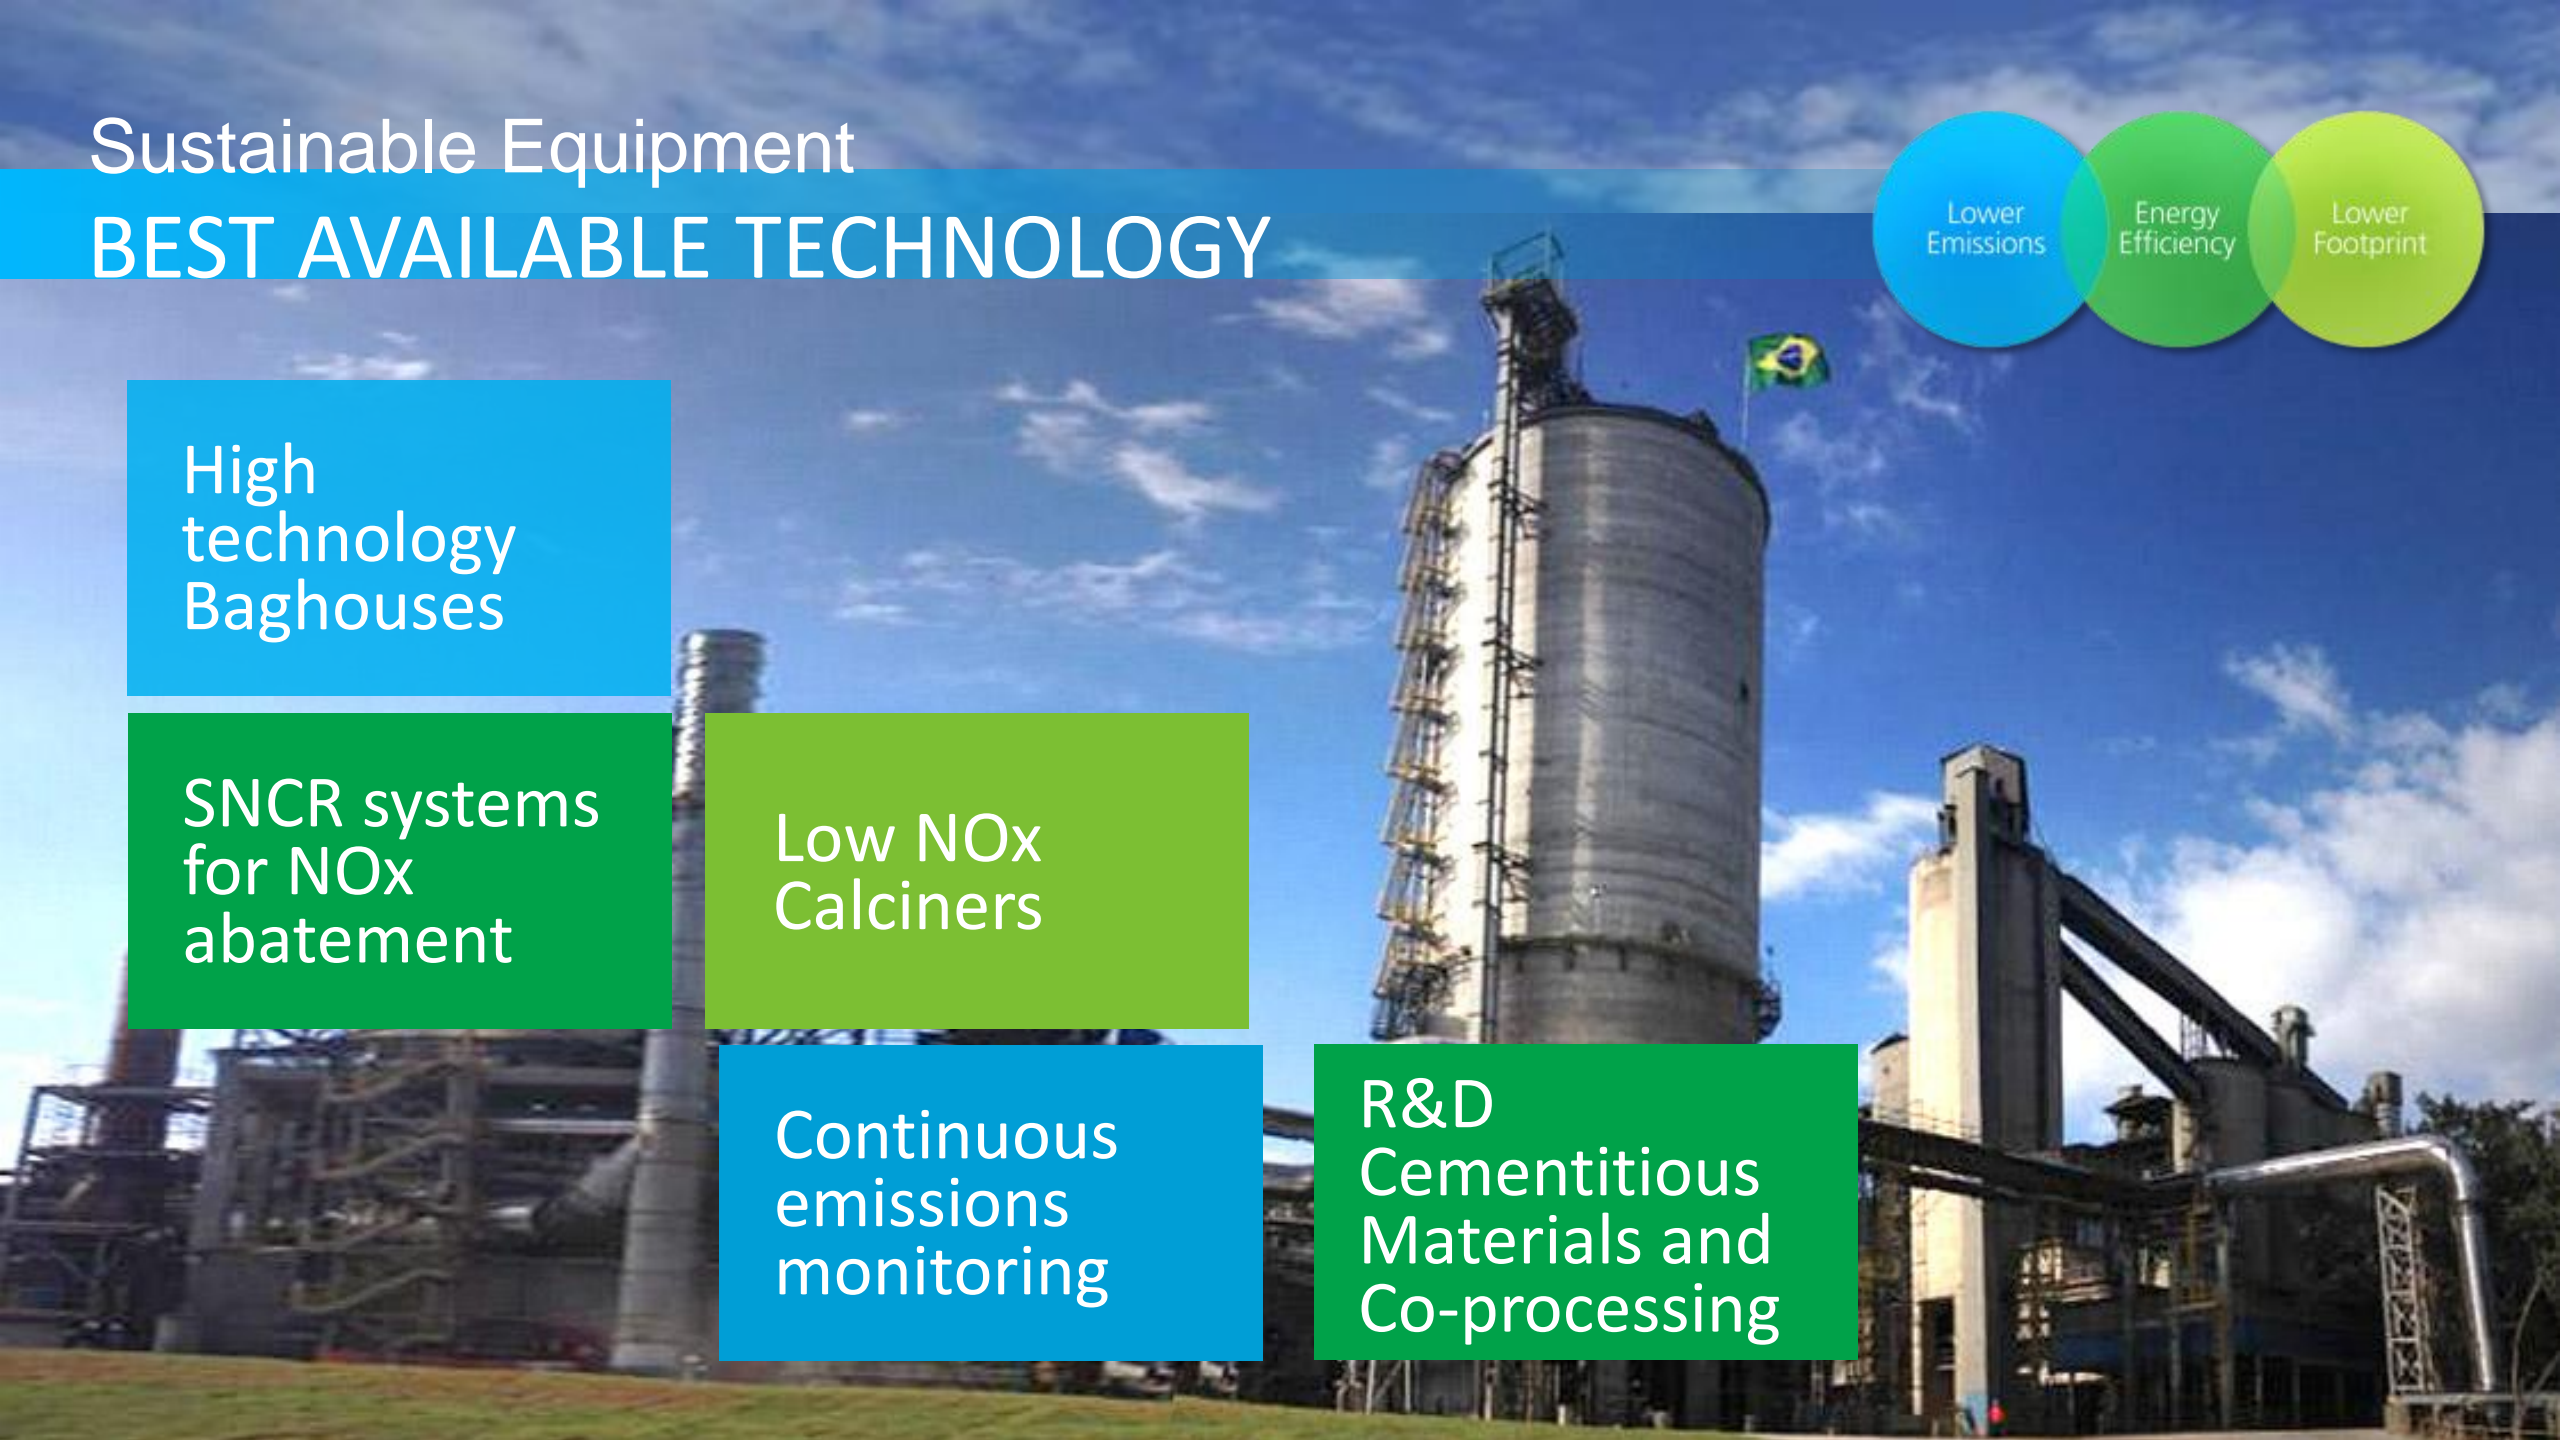 Sustainable Equipment
BEST AVAILABLE TECHNOLOGY
Lower
Emissions
Energy
Efficiency
Lower
Footprint
High
technology
Baghouses
SNCR systems
for NOx
abatement
Low NOx
Calciners
Continuous
emissions
monitoring
R&D
Cementitious
Materials and
Co-processing